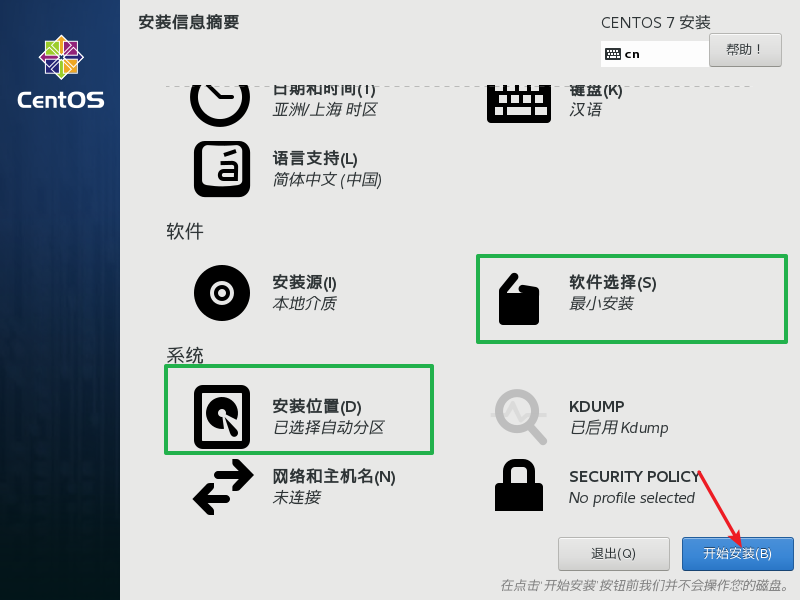 安装信息摘要
CENTOS 7 安装
cn
帮助！
CentOS
日期和时间(T)
亚洲/上海 时区
键盘(K)
汉语
语言支持(L)
简体中文 (中国)
软件
安装源(I)
本地介质
软件选择(S)
最小安装
系统
安装位置(D)
已选择自动分区
KDUMP
已启用 Kdump
网络和主机名(N)
未连接
SECURITY POLICY
No profile selected
退出(Q)
开始安装(B)
在点击‘开始安装’按钮前我们并不会操作您的磁盘。